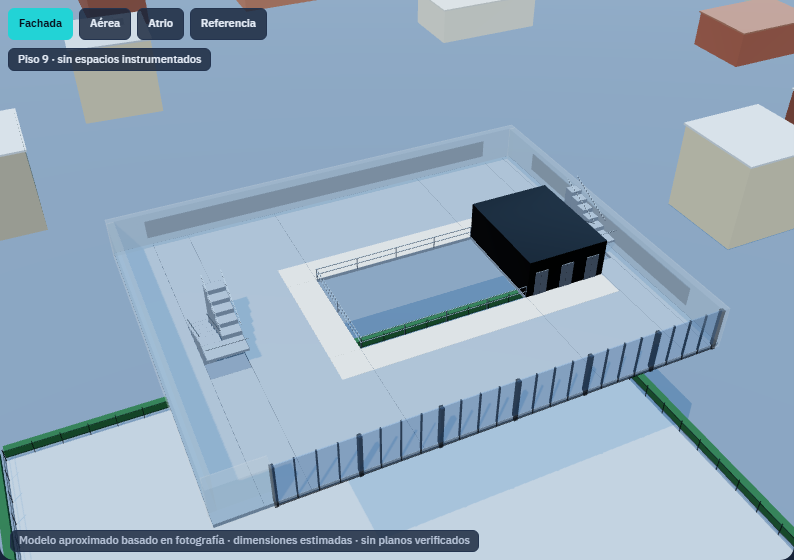 Fachada
Aérea
Atrio
Referencia
Piso 9 · sin espacios instrumentados
Modelo aproximado basado en fotografía · dimensiones estimadas · sin planos verificados